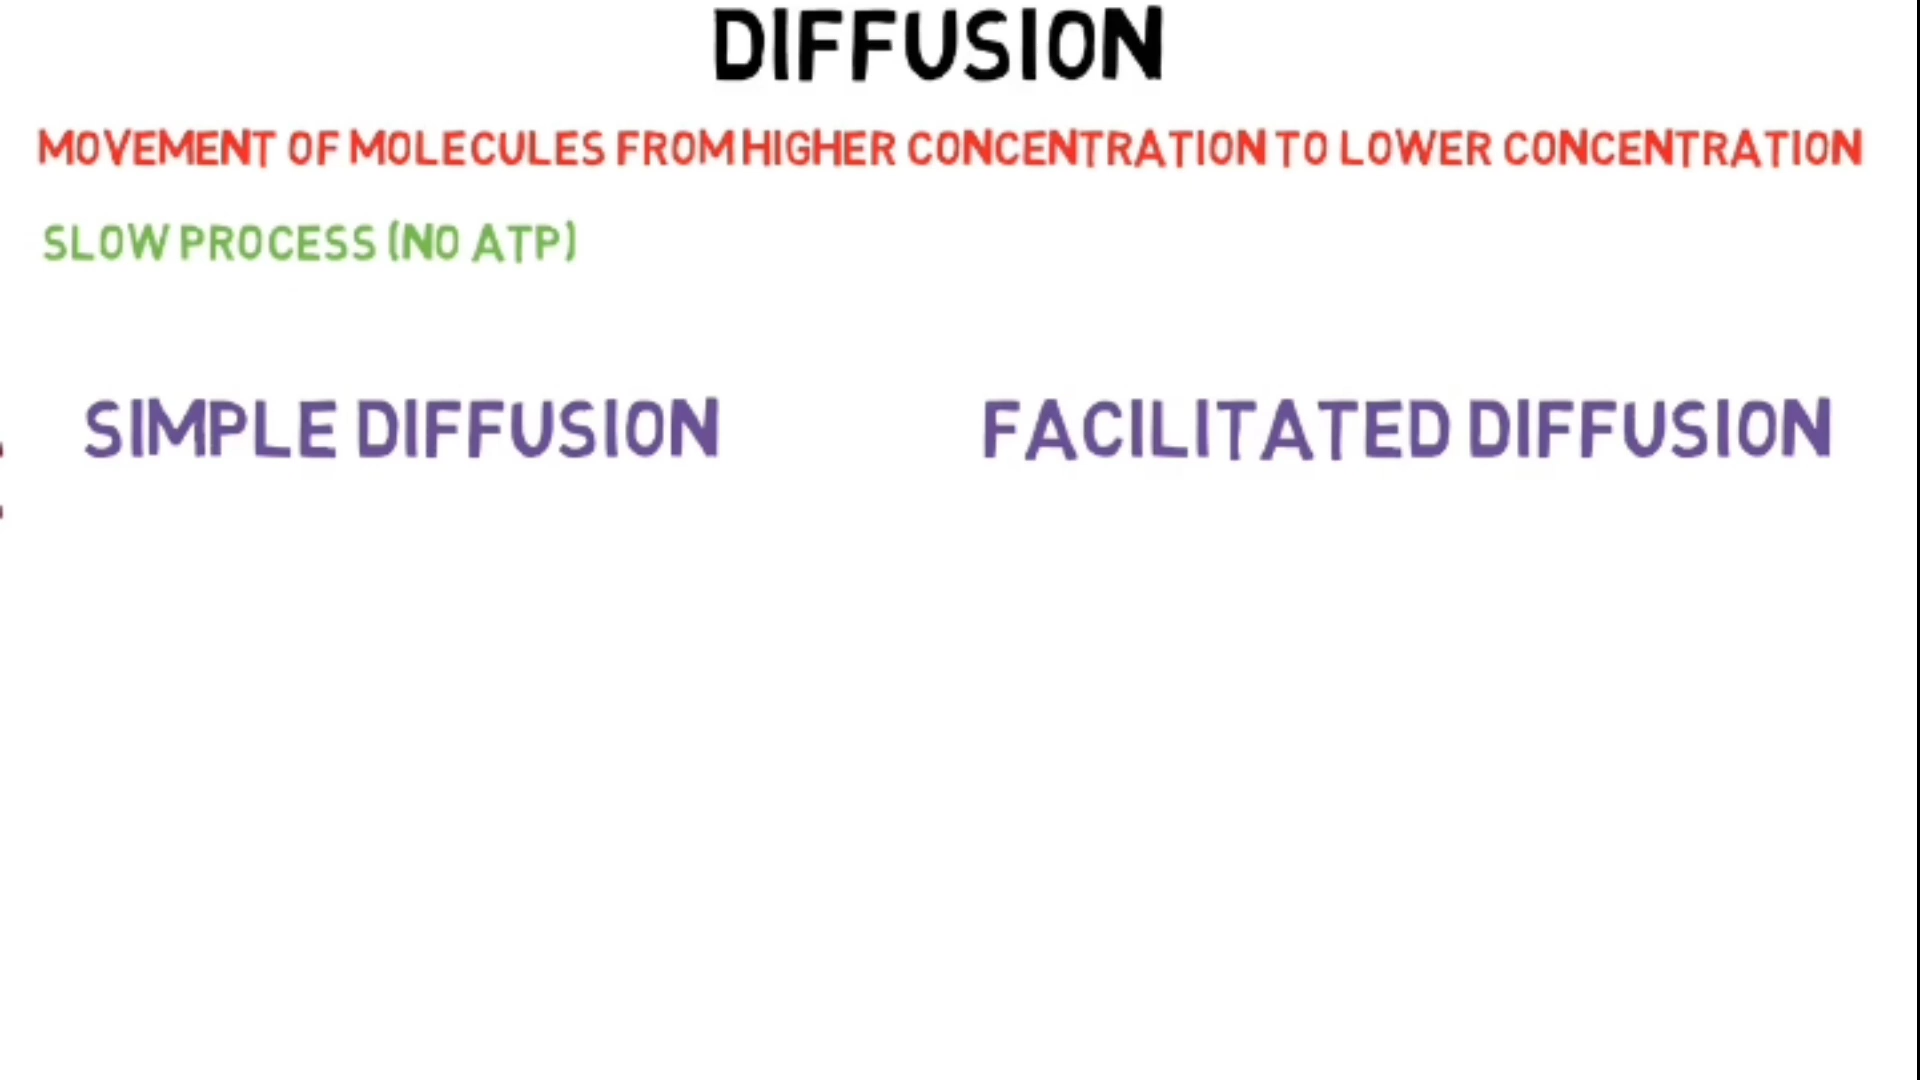 DIFFUSION
MOVEMENT OF MOLECULES FROM HIGHER CONCENTRATION TO LOWER CONCENTRATION
SLOW PROCESS (NO ATP)
SIMPLE DIFFUSION
FACILITATED DIFFUSION